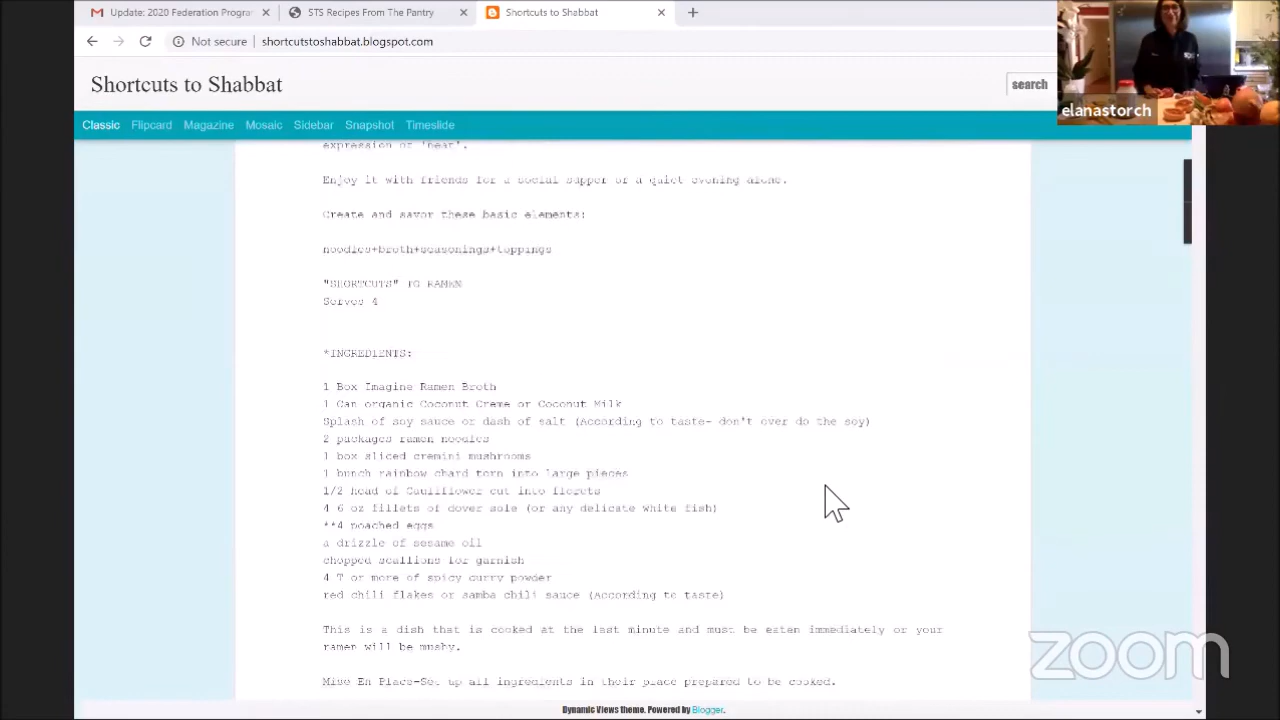 Update: 2020 Federation Progra
STS Recipes From The Pantry
Shortcuts to Shabbat
Not secure
shortcutstoshabbat.blogspot.com
Shortcuts to Shabbat
search
elanastorch
Classic Flipcard Magazine Mosaic Sidebar Snapshot Timeslide
expression of 'heat'.
Enjoy it with friends for a social supper or a quiet evening alone.
Create and savor these basic elements:
noodles+broth+seasonings+toppings
"SHORTCUTS" TO RAMEN
Serves 4
*INGREDIENTS:
1 Box Imagine Ramen Broth
1 Can organic Coconut Creme or Coconut Milk
Splash of soy sauce or dash of salt (According to taste- don't over do the soy)
2 packages ramen noodles
1 box sliced cremini mushrooms
1 bunch rainbow chard torn into large pieces
1/2 head of Cauliflower cut into florets
4 6 oz fillets of dover sole (or any delicate white fish)
**4 poached eggs
a drizzle of sesame oil
chopped scallions for garnish
4 T or more of spicy curry powder
red chili flakes or samba chili sauce (According to taste)
This is a dish that is cooked at the last minute and must be eaten immediately or your
ramen will be mushy.
zoom
Place-Set up all ingredients in their place prepared to be cooked.
Dynamic Views theme. Powered by Blogger.